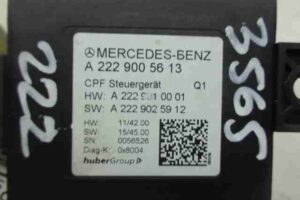 222
MERCEDES-BENZ
A 222 900 56 13
CPF Steuergerät Q1
HW: A 222 901 00 01
SW: A 222 902 59 12
HW: 11/42.00
SW: 15/45.00
SN: 0056526
Diag-K: 0x8004
huberGroup
3565